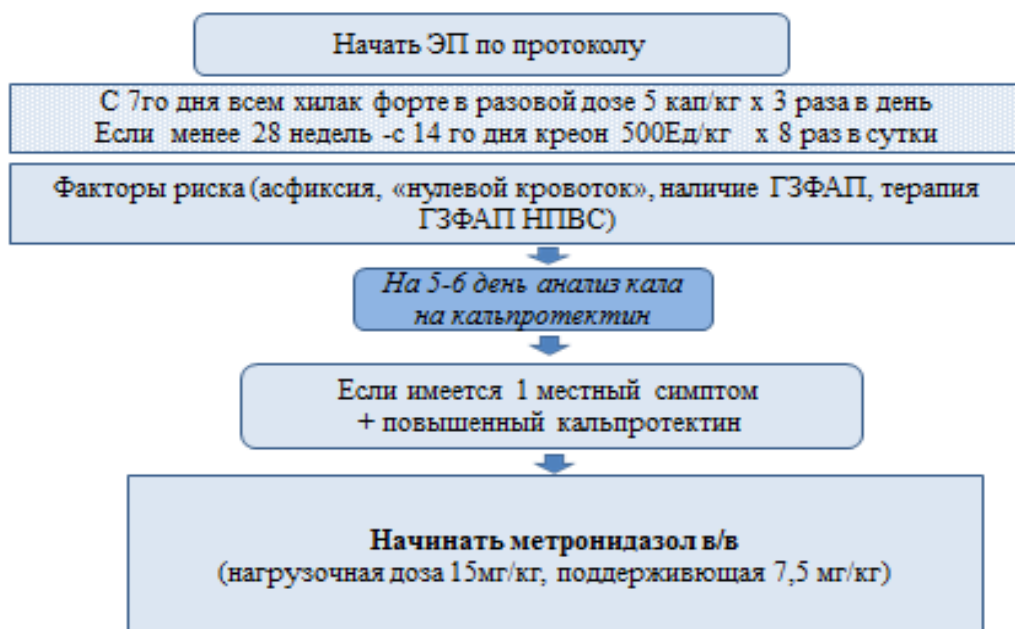 Начать ЭП по протоколу
С 7го дня всем хилак форте в разовой дозе 5 кап/кг х 3 раза в день
Если менее 28 недель -с 14 го дня креон 500Ед/кг х 8 раз в сутки
Факторы риска (асфиксия, «нулевой кровоток», наличие ГЗФАП, терапия
ГЗФАП НПВС)
На 5-6 день анализ кала
на кальпротектин
Если имеется 1 местный симптом
+ повышенный кальпротектин
Начинать метронидазол в/в
(нагрузочная доза 15мг/кг, поддерживющая 7,5 мг/кг)